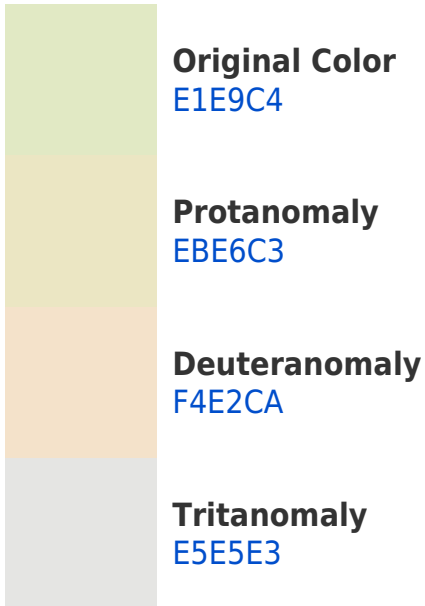 Original Color
E1E9C4
Protanomaly
EBE6C3
Deuteranomaly
F4E2CA
Tritanomaly
E5E5E3